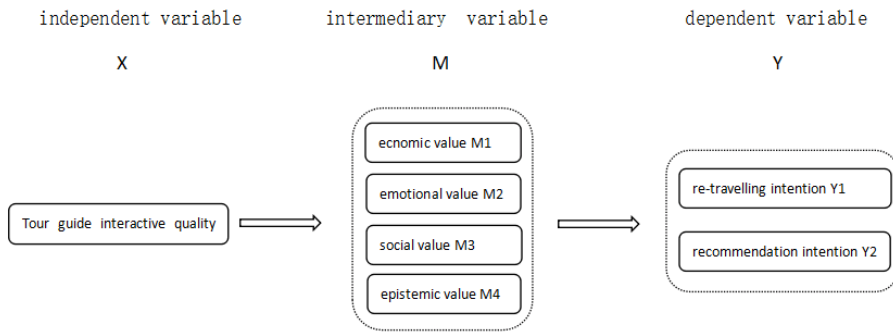 independent variable intermediary variable dependent variable
X M Y
ecnomic value M1
emotional value M2
social value M3
epistemic value M4
Tour guide interactive quality
re-travelling intention Y1
recommendation intention Y2